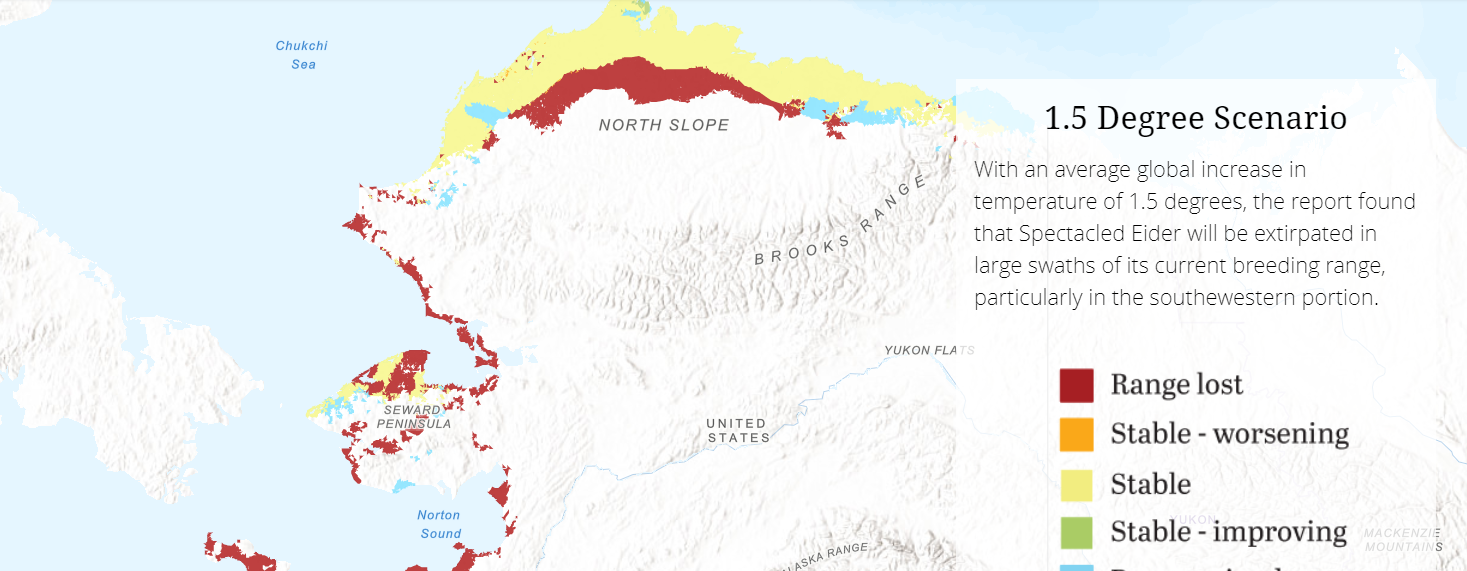 Chukchi
Sea
NORTH SLOPE
BROOKS RANGE
1.5 Degree Scenario
With an average global increase in
temperature of 1.5 degrees, the report found
that Spectacled Eider will be extirpated in
large swaths of its current breeding range,
particularly in the southewestern portion.
YUKON FLATS
SEWARD
PENINSULA
UNITED
STATES
Range lost
Stable - worsening
Stable
Stable - improving
Norton
Sound
YUKON
MACKENZIE
MOUNTAINS
RANGE